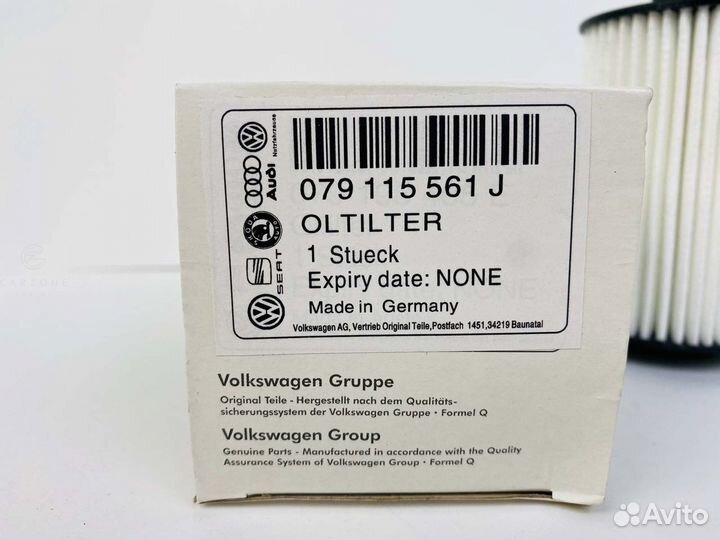 Nutzfahrzeuge
Audi
SKODA
SEAT
079 115 561 J
OLTILTER
1 Stueck
Expiry date: NONE
Made in Germany
Volkswagen AG, Vertrieb Original Teile,Postfach 1451,34219 Baunatal
Volkswagen Gruppe
Original Teile - Hergestellt nach dem Qualitäts-
sicherungssystem der Volkswagen Gruppe • Formel Q
Volkswagen Group
Genuine Parts - Manufactured in accordance with the Quality
Assurance System of Volkswagen Group • Formel Q
CARZONE
Avito